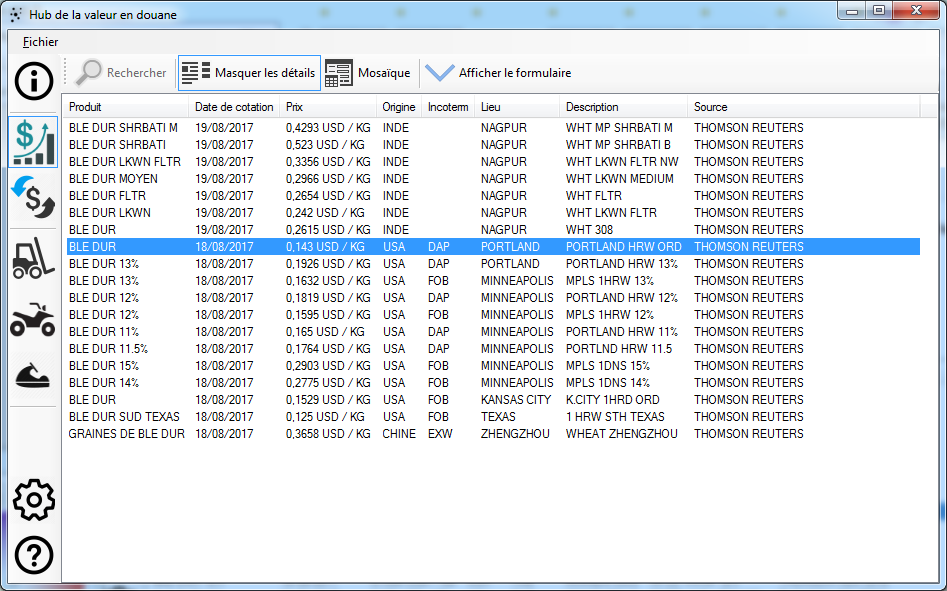 Hub de la valeur en douane
Fichier
Rechercher Masquer les détails Mosaïque Afficher le formulaire
Produit Date de cotation Prix Origine Incoterm Lieu Description Source
BLE DUR SHRBATI M 19/08/2017 0,4293 USD / KG INDE NAGPUR WHT MP SHRBATI M THOMSON REUTERS
BLE DUR SHRBATI 19/08/2017 0,523 USD / KG INDE NAGPUR WHT MP SHRBATI B THOMSON REUTERS
BLE DUR LKWN FLTR 19/08/2017 0,3356 USD / KG INDE NAGPUR WHT LKWN FLTR NW THOMSON REUTERS
BLE DUR MOYEN 19/08/2017 0,2966 USD / KG INDE NAGPUR WHT LKWN MEDIUM THOMSON REUTERS
BLE DUR FLTR 19/08/2017 0,2654 USD / KG INDE NAGPUR WHT FLTR THOMSON REUTERS
BLE DUR LKWN 19/08/2017 0,242 USD / KG INDE NAGPUR WHT LKWN FLTR THOMSON REUTERS
BLE DUR 19/08/2017 0,2615 USD / KG INDE NAGPUR WHT 308 THOMSON REUTERS
BLE DUR 18/08/2017 0,143 USD / KG USA DAP PORTLAND PORTLAND HRW ORD THOMSON REUTERS
BLE DUR 13% 18/08/2017 0,1926 USD / KG USA DAP PORTLAND PORTLAND HRW 13% THOMSON REUTERS
BLE DUR 13% 18/08/2017 0,1632 USD / KG USA FOB MINNEAPOLIS MPLS 1HRW 13% THOMSON REUTERS
BLE DUR 12% 18/08/2017 0,1819 USD / KG USA DAP MINNEAPOLIS PORTLAND HRW 12% THOMSON REUTERS
BLE DUR 12% 18/08/2017 0,1595 USD / KG USA FOB MINNEAPOLIS MPLS 1HRW 12% THOMSON REUTERS
BLE DUR 11% 18/08/2017 0,165 USD / KG USA DAP MINNEAPOLIS PORTLAND HRW 11% THOMSON REUTERS
BLE DUR 11.5% 18/08/2017 0,1764 USD / KG USA DAP MINNEAPOLIS PORTLND HRW 11.5 THOMSON REUTERS
BLE DUR 15% 18/08/2017 0,2903 USD / KG USA FOB MINNEAPOLIS MPLS 1DNS 15% THOMSON REUTERS
BLE DUR 14% 18/08/2017 0,2775 USD / KG USA FOB MINNEAPOLIS MPLS 1DNS 14% THOMSON REUTERS
BLE DUR 18/08/2017 0,1529 USD / KG USA FOB KANSAS CITY K.CITY 1HRD ORD THOMSON REUTERS
BLE DUR SUD TEXAS 18/08/2017 0,125 USD / KG USA FOB TEXAS 1 HRW STH TEXAS THOMSON REUTERS
GRAINES DE BLE DUR 18/08/2017 0,3658 USD / KG CHINE EXW ZHENGZHOU WHEAT ZHENGZHOU THOMSON REUTERS